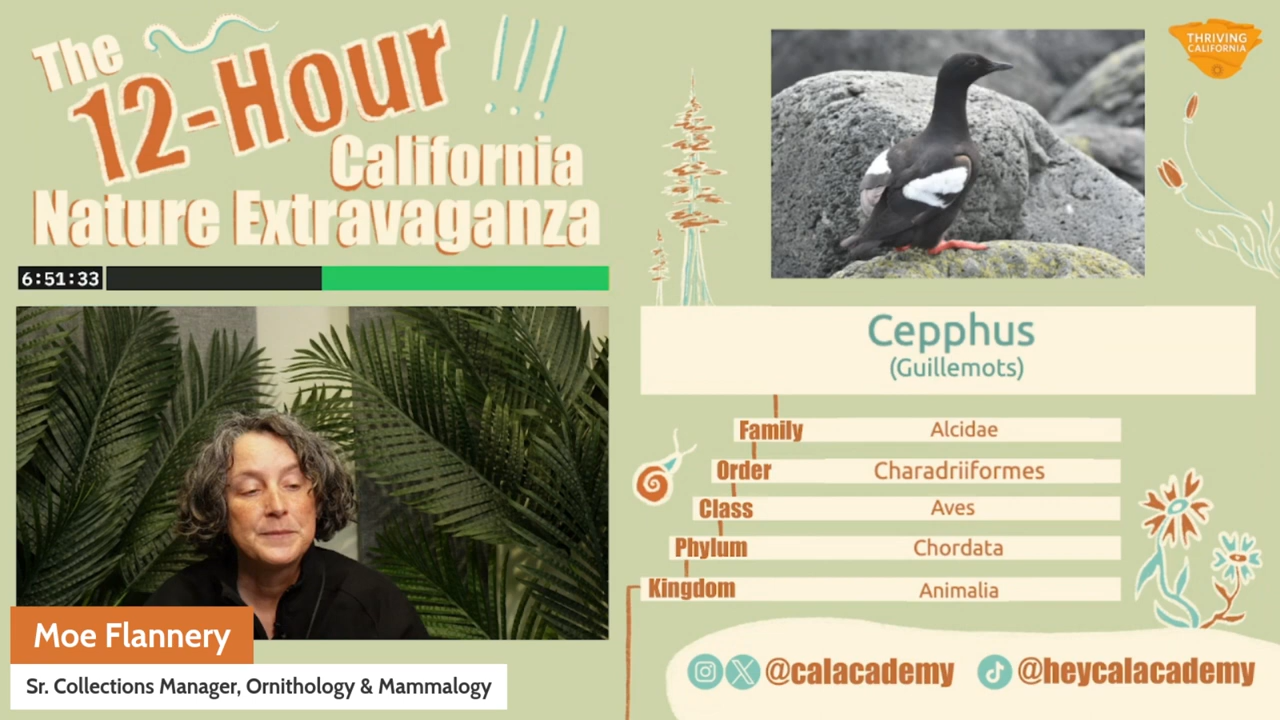 The
12-Hour
!!!
California
Nature Extravaganza
6:51:33
Moe Flannery
Sr. Collections Manager, Ornithology & Mammalogy
THRIVING
CALIFORNIA
Cepphus
(Guillemots)
Family Alcidae
Order Charadriiformes
Class Aves
Phylum Chordata
Kingdom Animalia
@calacademy @heycalacademy